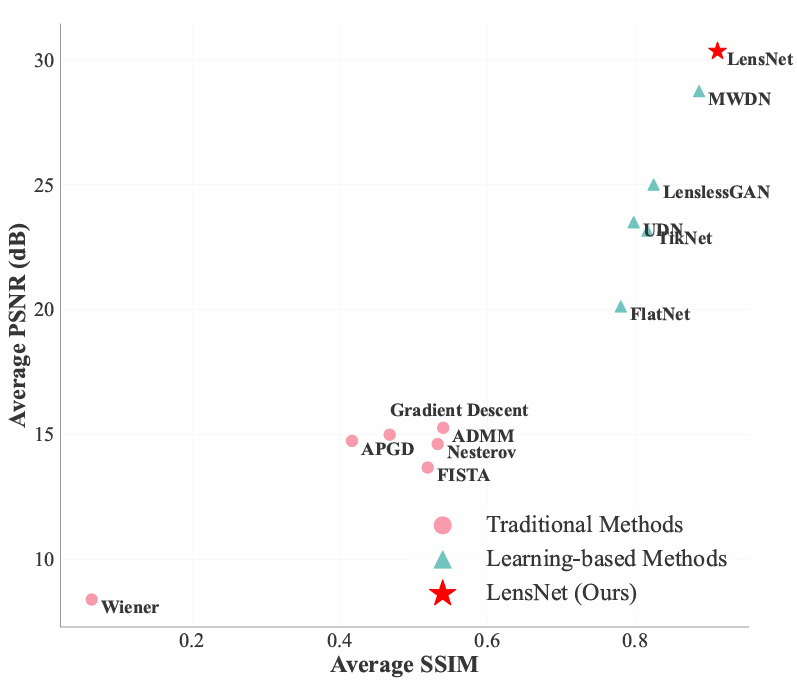 30
25
20
15
10
Average PSNR (dB)
LensNet
MWDN
LenslessGAN
UDN
TikNet
FlatNet
Gradient Descent
ADMM
APGD
Nesterov
FISTA
Wiener
Traditional Methods
Learning-based Methods
LensNet (Ours)
0.2 0.4 0.6 0.8
Average SSIM